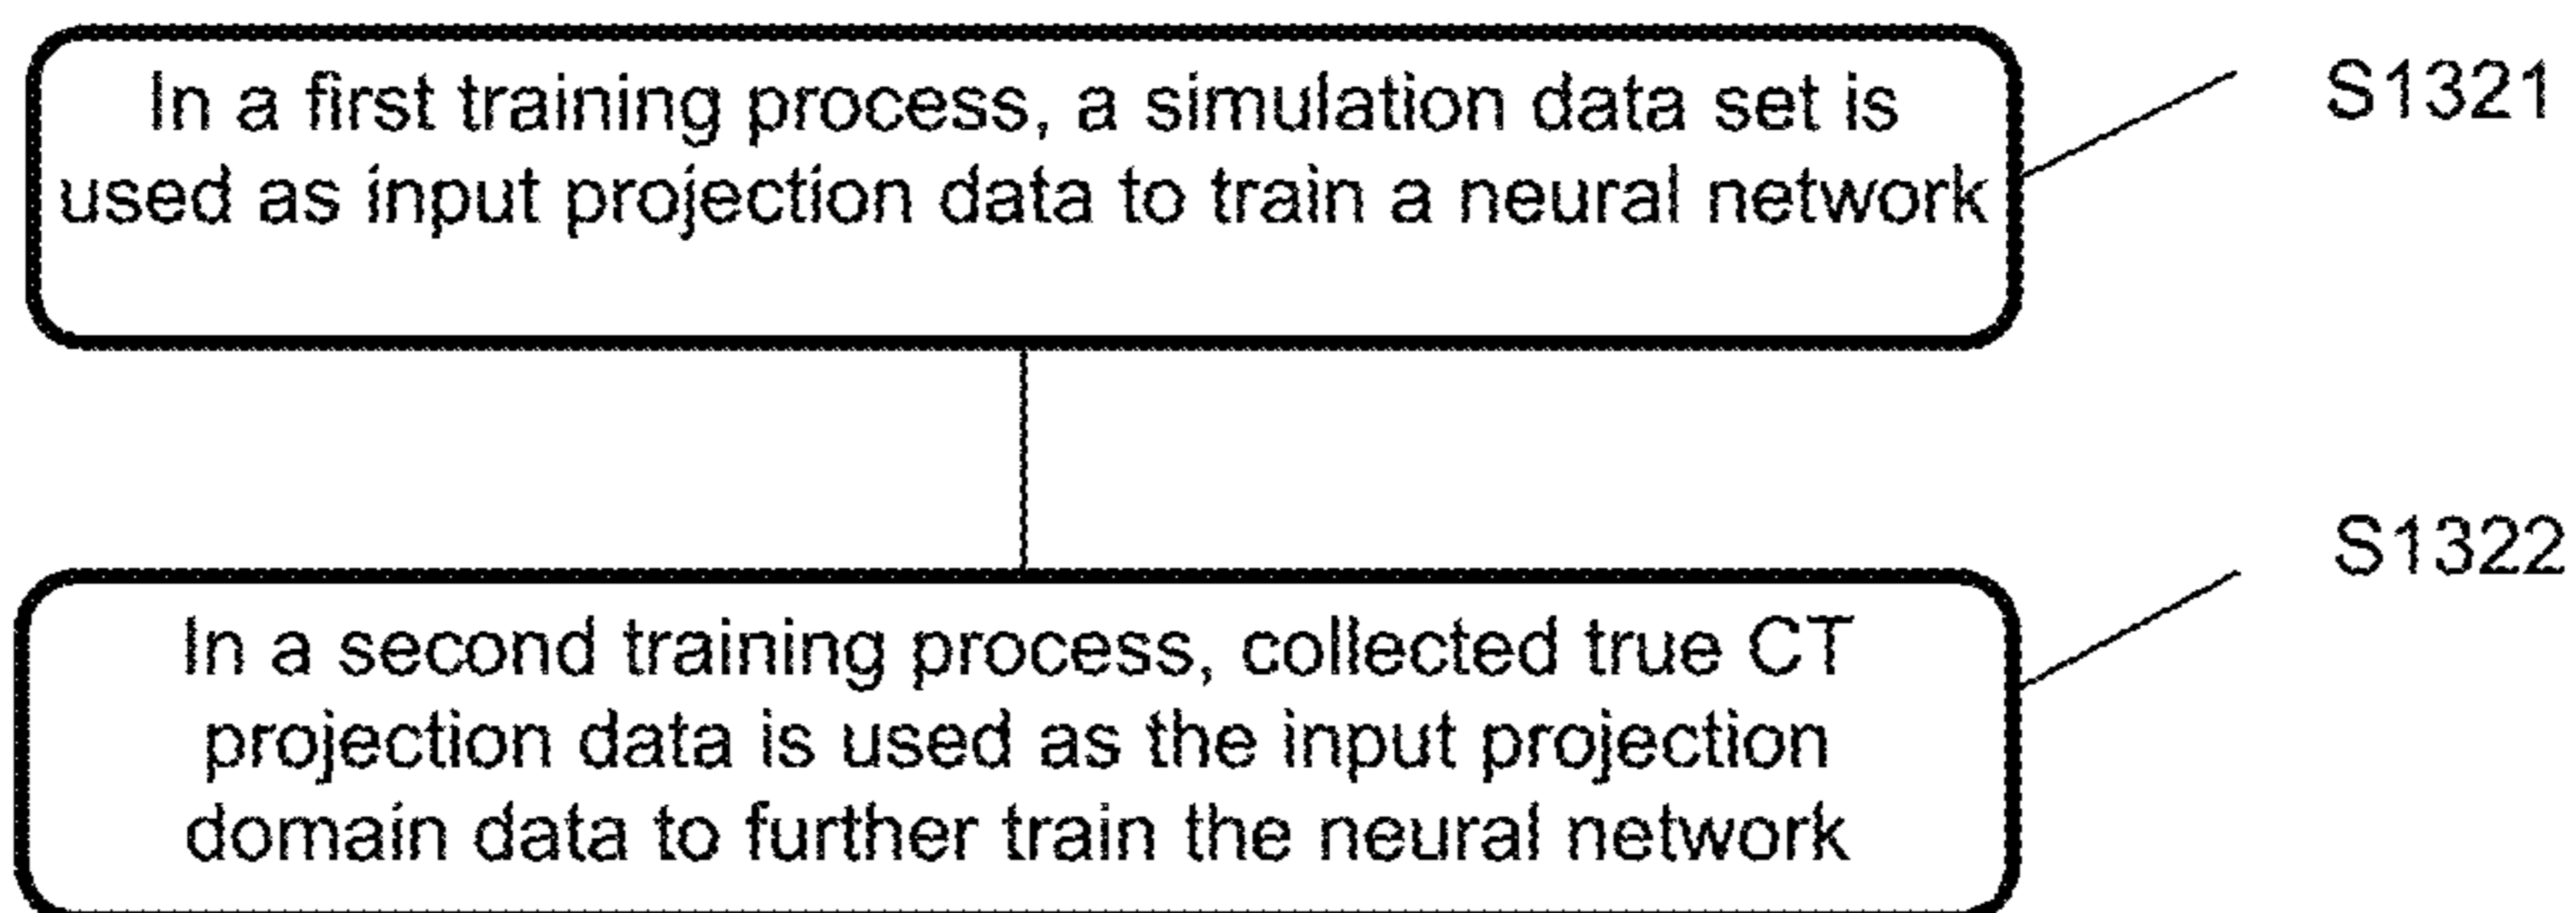 In a first training process, a simulation data set is
used as input projection data to train a neural network
S1321
In a second training process, collected true CT
projection data is used as the input projection
domain data to further train the neural network
S1322